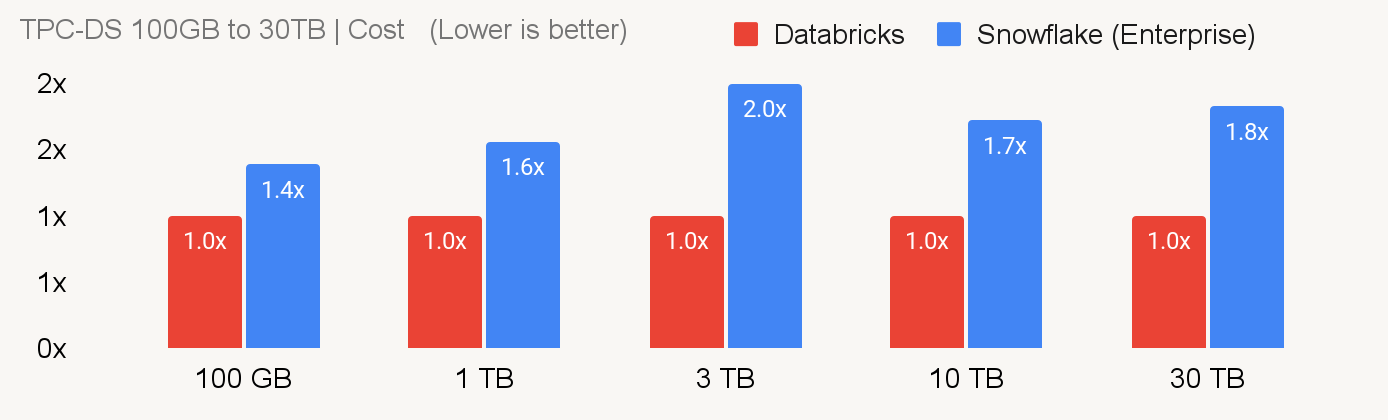 TPC-DS 100GB to 30TB | Cost (Lower is better)
Databricks
Snowflake (Enterprise)
2x
2x
1x
1x
0x
1.0x
1.4x
1.0x
1.6x
1.0x
2.0x
1.0x
1.7x
1.0x
1.8x
100 GB
1 TB
3 TB
10 TB
30 TB